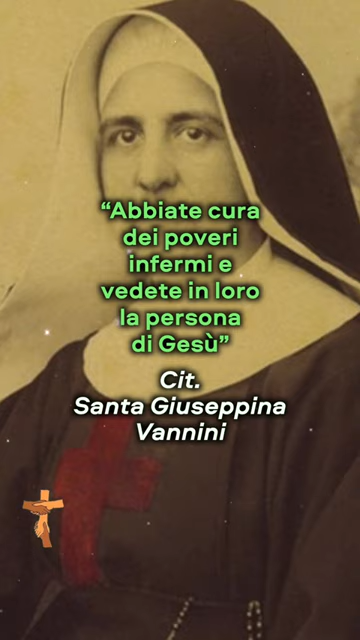 “Abbiate cura
dei poveri
infermi e
vedete in loro
la persona
di Gesù”
Cit.
Santa Giuseppina
Vannini